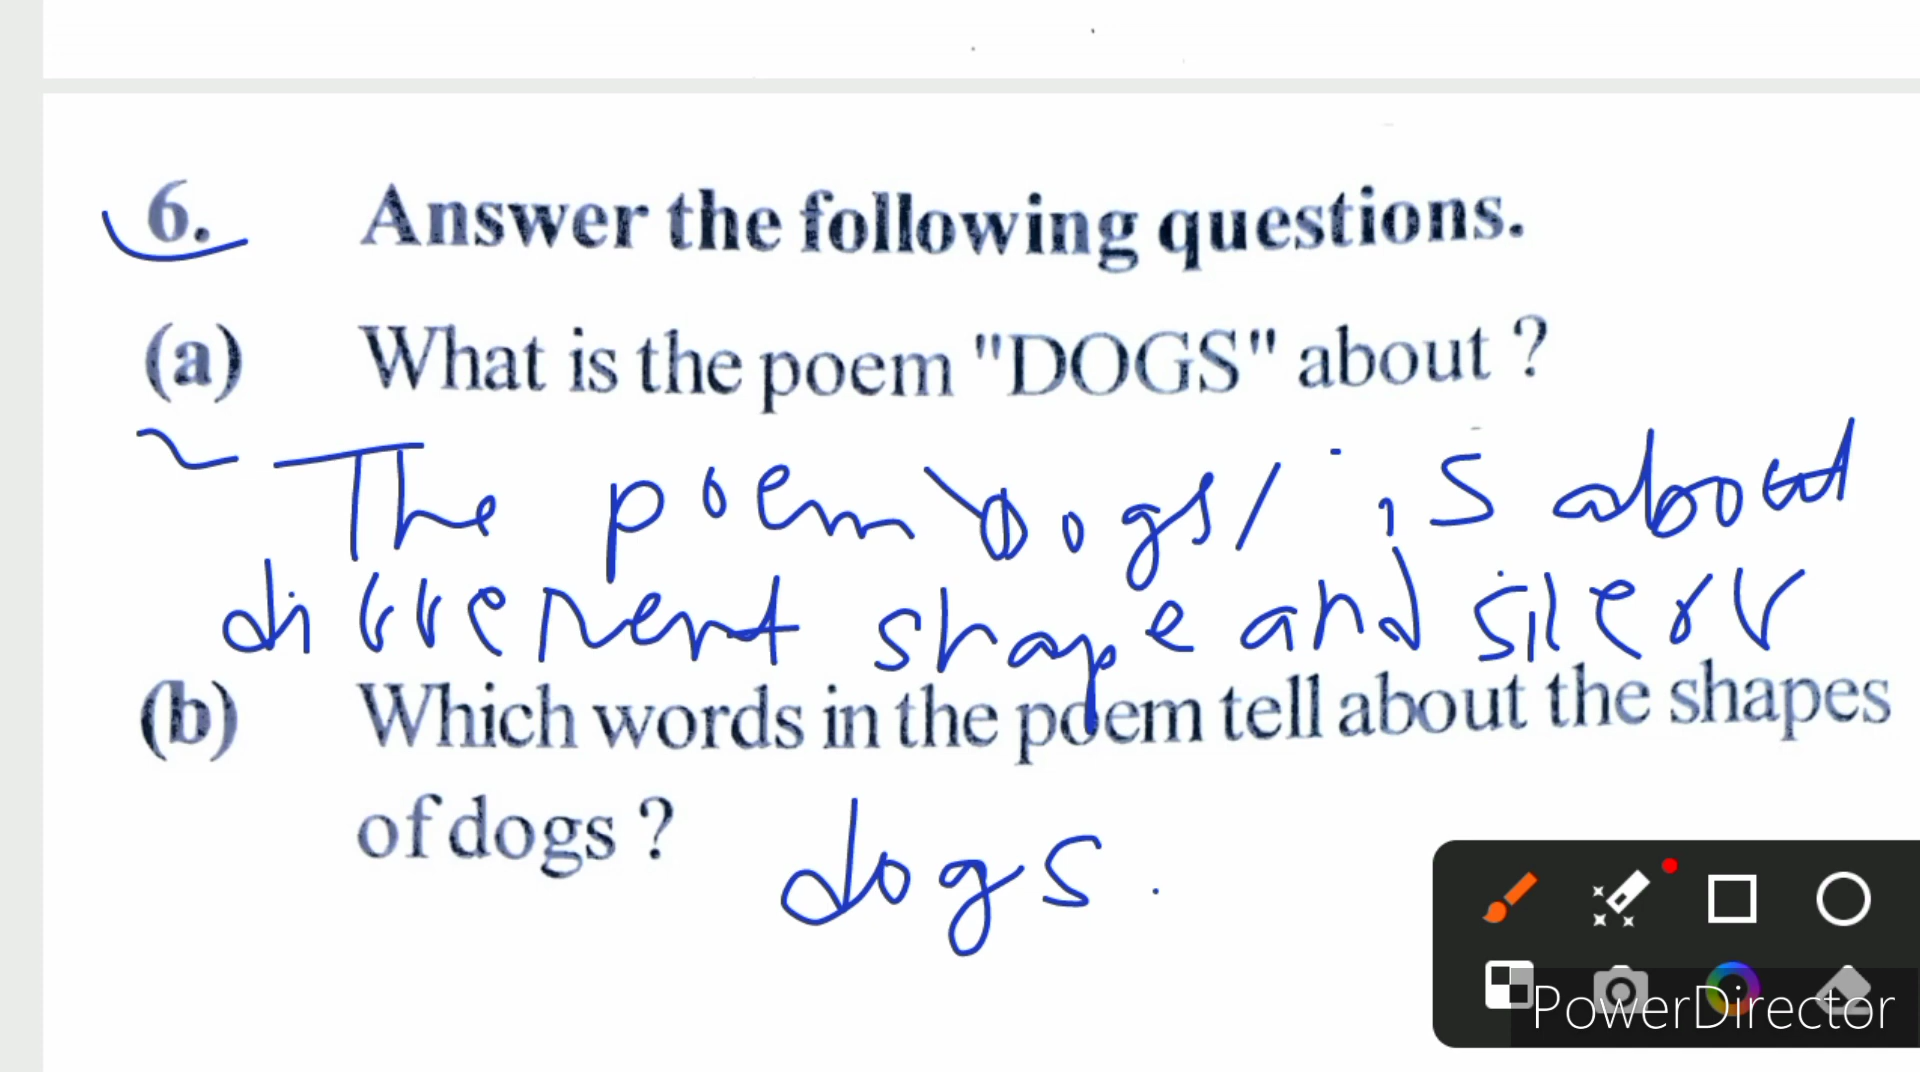 6. Answer the following questions.
(a) What is the poem "DOGS" about ?
The poem Dogs is about
different shape and
(b) Which words in the poem tell about the shapes
of dogs ?
dogs.
PowerDirector